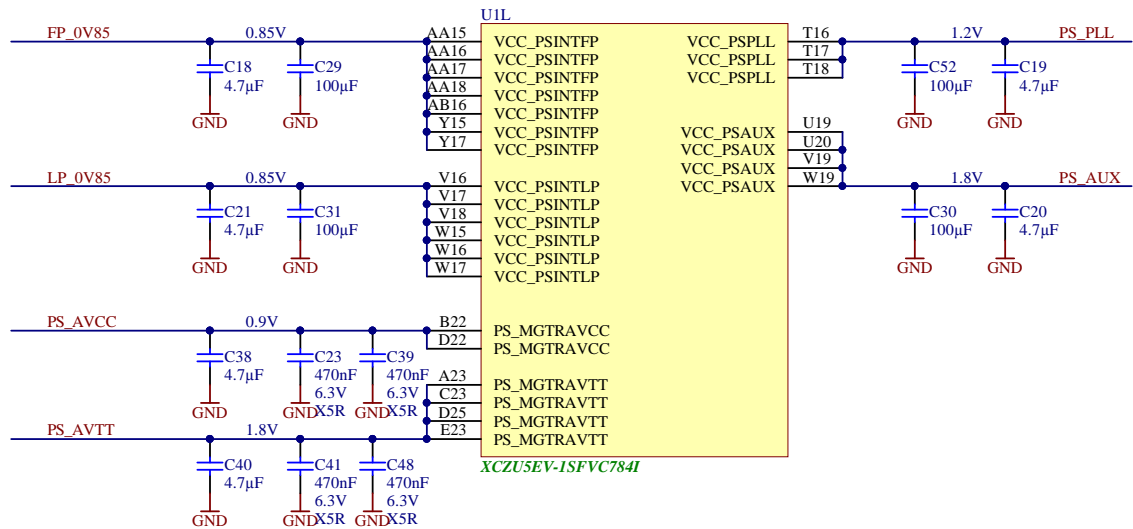 U1L
FP_0V85 0.85V AA15 VCC_PSINTFP VCC_PSPLL T16 1.2V PS_PLL
AA16 VCC_PSINTFP VCC_PSPLL T17
AA17 VCC_PSINTFP VCC_PSPLL T18
AA18 VCC_PSINTFP
AB16 VCC_PSINTFP
Y15 VCC_PSINTFP
Y17 VCC_PSINTFP
C18 C29 C52 C19
4.7µF 100µF 100µF 4.7µF
GND GND GND GND
VCC_PSAUX U19
VCC_PSAUX U20
VCC_PSAUX V19
LP_0V85 0.85V V16 VCC_PSINTLP VCC_PSAUX W19 1.8V PS_AUX
V17 VCC_PSINTLP
V18 VCC_PSINTLP
W15 VCC_PSINTLP
W16 VCC_PSINTLP
W17 VCC_PSINTLP
C21 C31 C30 C20
4.7µF 100µF 100µF 4.7µF
GND GND GND GND
PS_AVCC 0.9V B22 PS_MGTRAVCC
D22 PS_MGTRAVCC
C38 C23 C39
4.7µF 470nF 470nF
6.3V 6.3V
X5R X5R
GND GND GND
A23 PS_MGTRAVTT
C23 PS_MGTRAVTT
D25 PS_MGTRAVTT
PS_AVTT 1.8V E23 PS_MGTRAVTT
C40 C41 C48
4.7µF 470nF 470nF
6.3V 6.3V
X5R X5R
GND GND GND
XCZU5EV-1SFVC784I